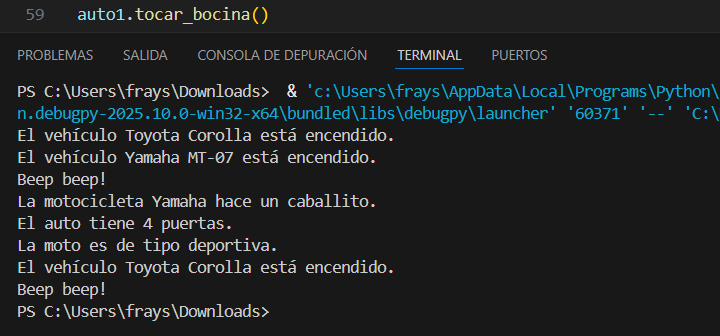 59 auto1.tocar_bocina()
PROBLEMAS SALIDA CONSOLA DE DEPURACIÓN TERMINAL PUERTOS
PS C:\Users\frays\Downloads>  & 'c:\Users\frays\AppData\Local\Programs\Python\
n.debugpy-2025.10.0-win32-x64\bundled\libs\debugpy\launcher' '60371' '--' 'C:\
El vehículo Toyota Corolla está encendido.
El vehículo Yamaha MT-07 está encendido.
Beep beep!
La motocicleta Yamaha hace un caballito.
El auto tiene 4 puertas.
La moto es de tipo deportiva.
El vehículo Toyota Corolla está encendido.
Beep beep!
PS C:\Users\frays\Downloads>